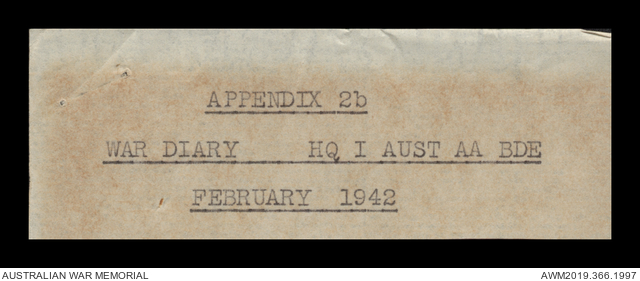 APPENDIX 2b
WAR DIARY HQ I AUST AA BDE
FEBRUARY 1942
AUSTRALIAN WAR MEMORIAL AWM2019.366.1997